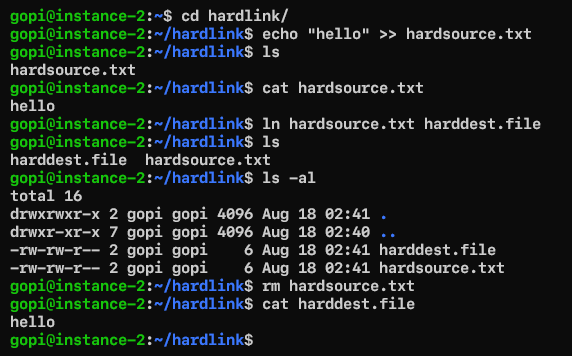 gopi@instance-2:~$ cd hardlink/
gopi@instance-2:~/hardlink$ echo "hello" >> hardsource.txt
gopi@instance-2:~/hardlink$ ls
hardsource.txt
gopi@instance-2:~/hardlink$ cat hardsource.txt
hello
gopi@instance-2:~/hardlink$ ln hardsource.txt harddest.file
gopi@instance-2:~/hardlink$ ls
harddest.file  hardsource.txt
gopi@instance-2:~/hardlink$ ls -al
total 16
drwxrwxr-x 2 gopi gopi 4096 Aug 18 02:41 .
drwxr-xr-x 7 gopi gopi 4096 Aug 18 02:40 ..
-rw-rw-r-- 2 gopi gopi    6 Aug 18 02:41 harddest.file
-rw-rw-r-- 2 gopi gopi    6 Aug 18 02:41 hardsource.txt
gopi@instance-2:~/hardlink$ rm hardsource.txt
gopi@instance-2:~/hardlink$ cat harddest.file
hello
gopi@instance-2:~/hardlink$